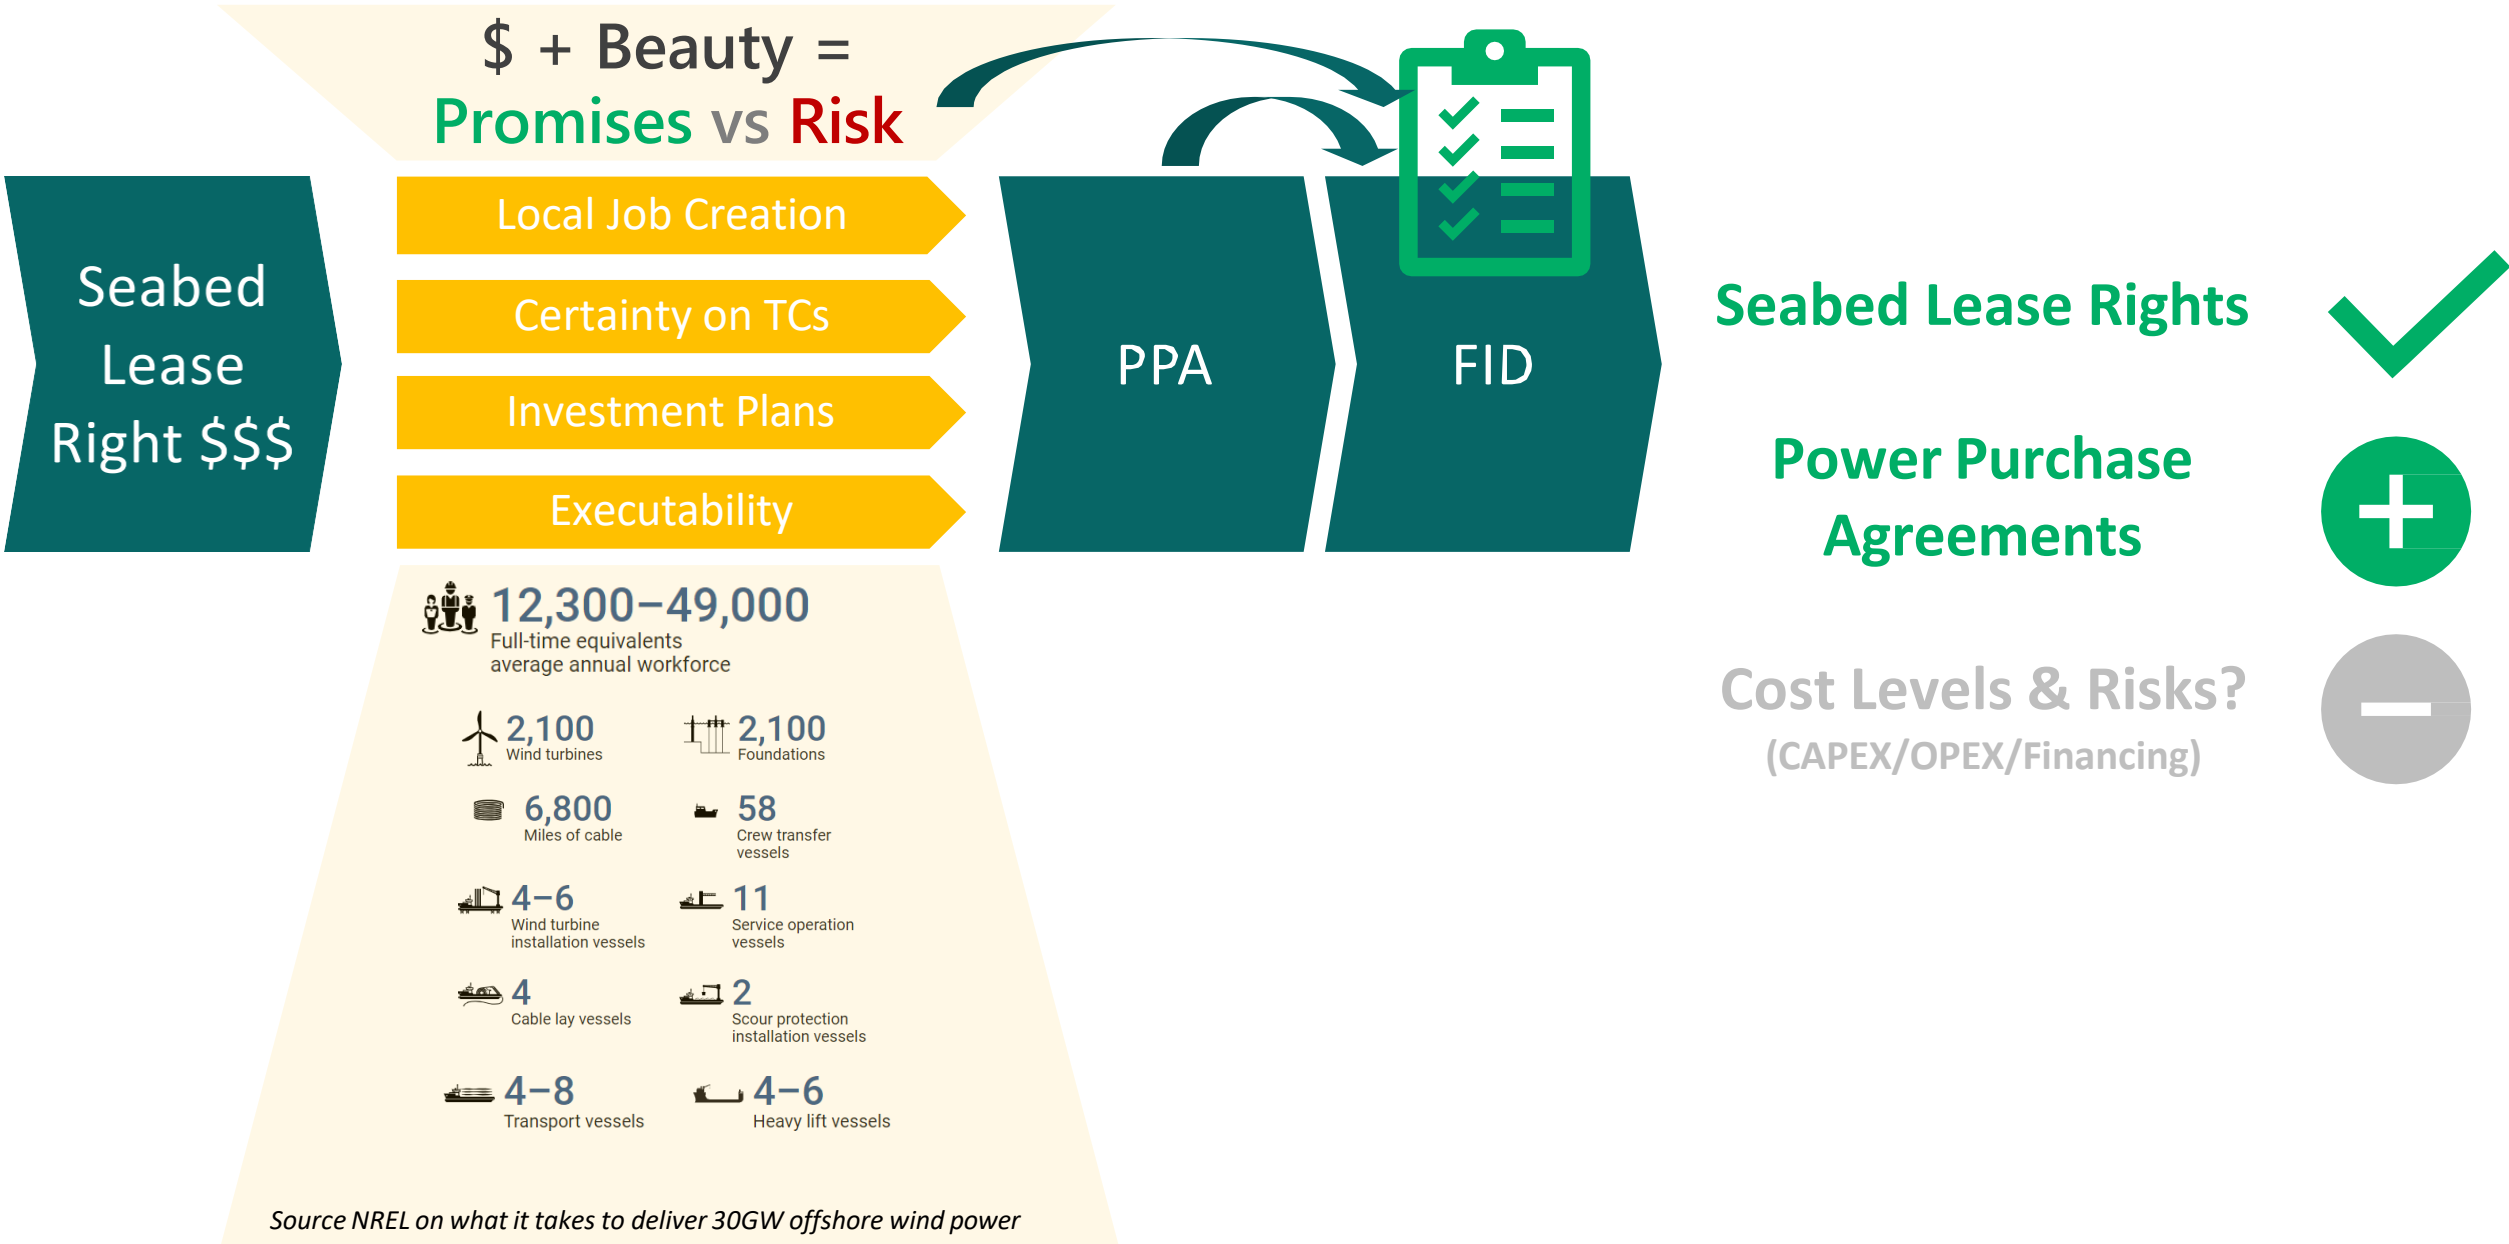 $ + Beauty =
Promises vs Risk
Seabed
Lease
Right $$$
Local Job Creation
Certainty on TCs
Investment Plans
Executability
PPA
FID
Seabed Lease Rights
Power Purchase
Agreements
Cost Levels & Risks?
(CAPEX/OPEX/Financing)
12,300–49,000
Full-time equivalents
average annual workforce
2,100
Wind turbines
2,100
Foundations
6,800
Miles of cable
58
Crew transfer
vessels
4–6
Wind turbine
installation vessels
11
Service operation
vessels
4
Cable lay vessels
2
Scour protection
installation vessels
4–8
Transport vessels
4–6
Heavy lift vessels
Source NREL on what it takes to deliver 30GW offshore wind power